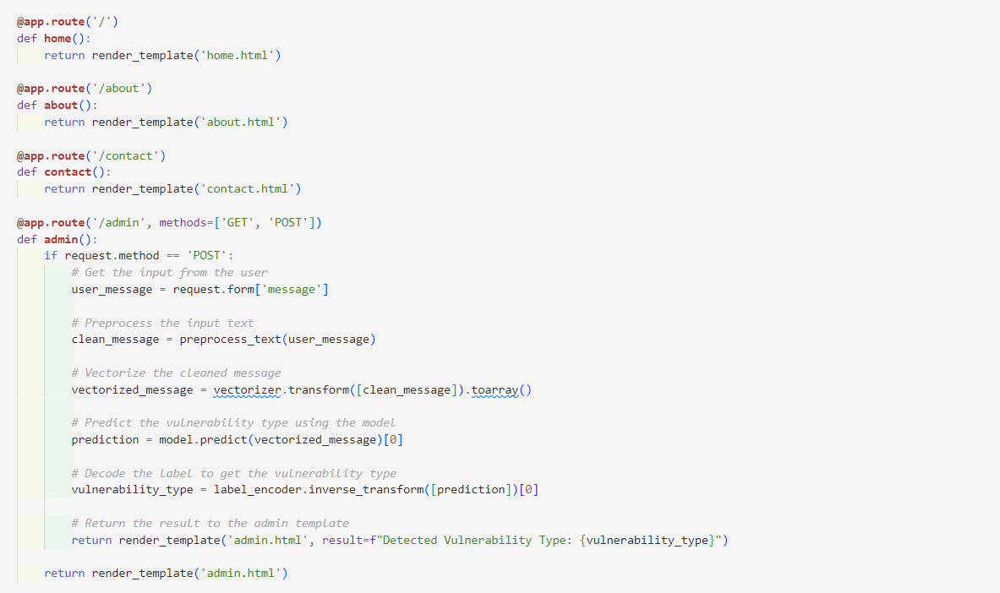 @app.route('/')
def home():
    return render_template('home.html')

@app.route('/about')
def about():
    return render_template('about.html')

@app.route('/contact')
def contact():
    return render_template('contact.html')

@app.route('/admin', methods=['GET', 'POST'])
def admin():
    if request.method == 'POST':
        # Get the input from the user
        user_message = request.form['message']

        # Preprocess the input text
        clean_message = preprocess_text(user_message)

        # Vectorize the cleaned message
        vectorized_message = vectorizer.transform([clean_message]).toarray()

        # Predict the vulnerability type using the model
        prediction = model.predict(vectorized_message)[0]

        # Decode the label to get the vulnerability type
        vulnerability_type = label_encoder.inverse_transform([prediction])[0]

        # Return the result to the admin template
        return render_template('admin.html', result=f"Detected Vulnerability Type: {vulnerability_type}")

    return render_template('admin.html')